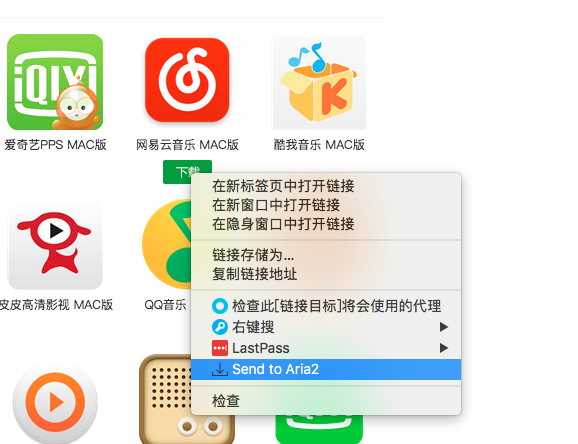 iQIYI
爱奇艺PPS MAC版
网易云音乐 MAC版
K
酷我音乐 MAC版
下载
在新标签页中打开链接
在新窗口中打开链接
在隐身窗口中打开链接
链接存储为...
复制链接地址
检查此[链接目标]将会使用的代理
右键搜
LastPass
Send to Aria2
检查
皮皮高清影视 MAC版
QQ音乐